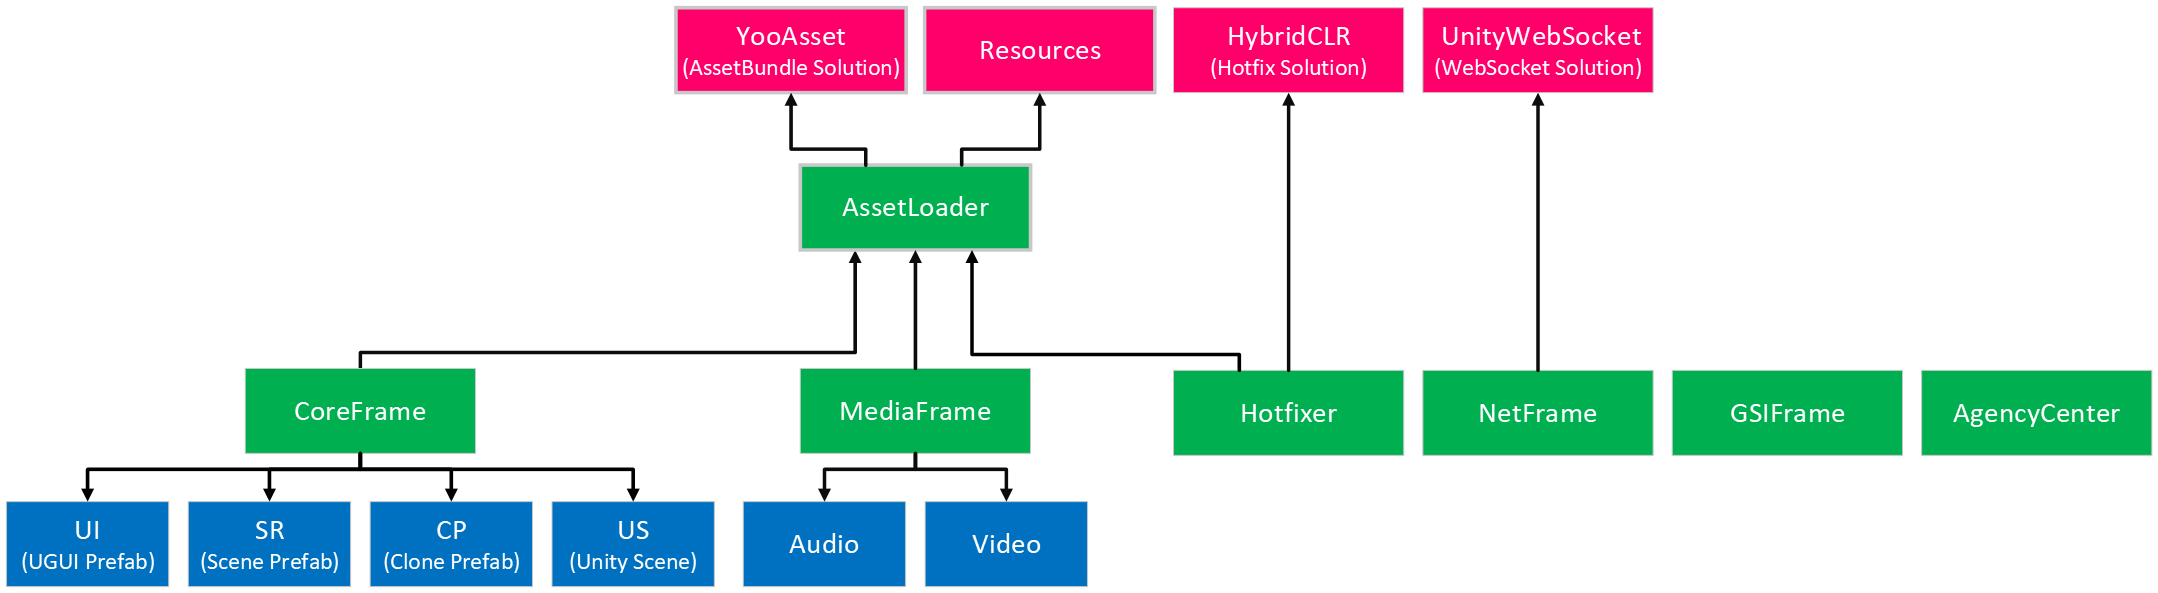 YooAsset
(AssetBundle Solution)
Resources
HybridCLR
(Hotfix Solution)
UnityWebSocket
(WebSocket Solution)
AssetLoader
CoreFrame
MediaFrame
Hotfixer
NetFrame
GSIFrame
AgencyCenter
UI
(UGUI Prefab)
SR
(Scene Prefab)
CP
(Clone Prefab)
US
(Unity Scene)
Audio
Video